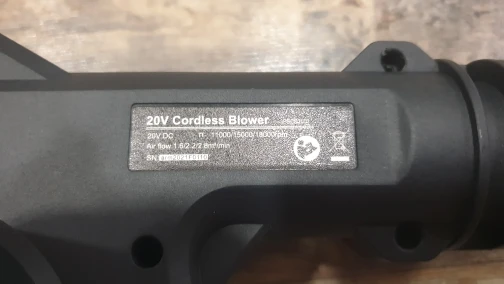 20V Cordless Blower
20V DC n: 11000/15000/18000rpm
Air flow 1.6/2.2/2.8m³/min
SN: